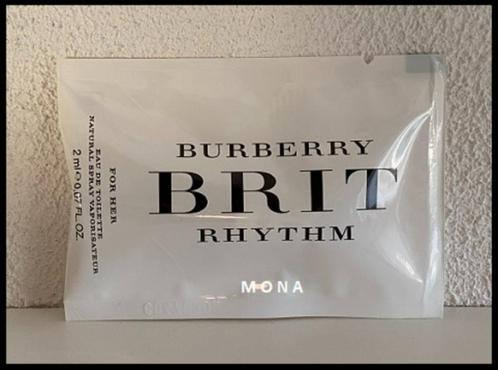 BURBERRY
BRIT
RHYTHM
MONA
FOR HER
EAU DE TOILETTE
NATURAL SPRAY VAPORISATEUR
2 ml ℮ 0,07 FL.OZ.